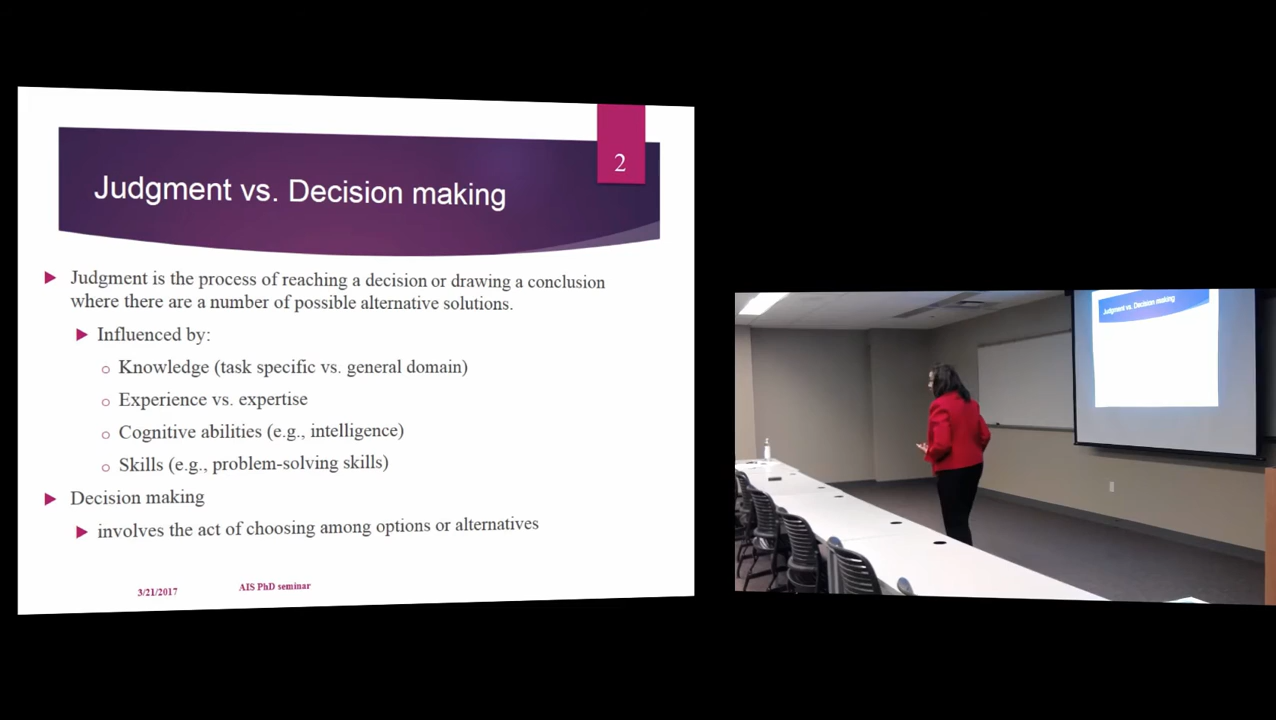 2
Judgment vs. Decision making
Judgment is the process of reaching a decision or drawing a conclusion
where there are a number of possible alternative solutions.
Influenced by:
Knowledge (task specific vs. general domain)
Experience vs. expertise
Cognitive abilities (e.g., intelligence)
Skills (e.g., problem-solving skills)
Decision making
involves the act of choosing among options or alternatives
3/21/2017
AIS PhD seminar
Judgment vs. Decision making